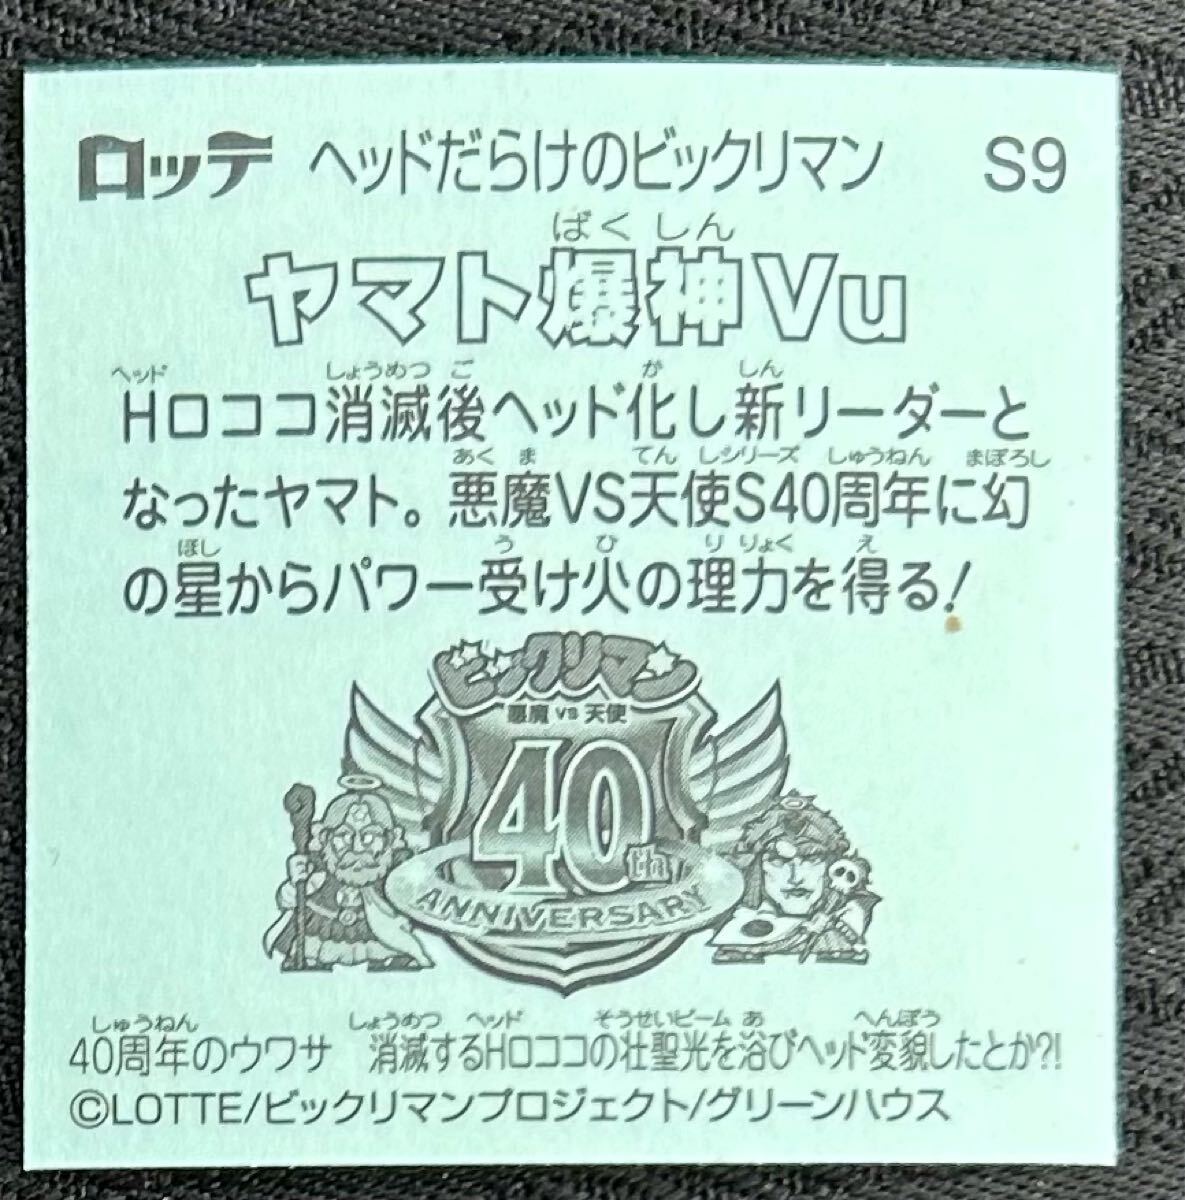 ロッテ ヘッドだらけのビックリマン S9
ばくしん
ヤマト爆神Vu
ヘッド しょうめつ ご が しん
Hロココ消滅後ヘッド化し新リーダーと
あくま てんし シリーズ しゅうねん まぼろし
なったヤマト。悪魔VS天使S40周年に幻
ほし う ひ り りょく え
の星からパワー受け火の理力を得る!
ビックリマン
悪魔 VS 天使
40th
ANNIVERSARY
しゅうねん しょうめつ ヘッド そうせいビーム あ へんぼう
40周年のウワサ 消滅するHロココの壮聖光を浴びヘッド変貌したとか?!
©LOTTE/ビックリマンプロジェクト/グリーンハウス